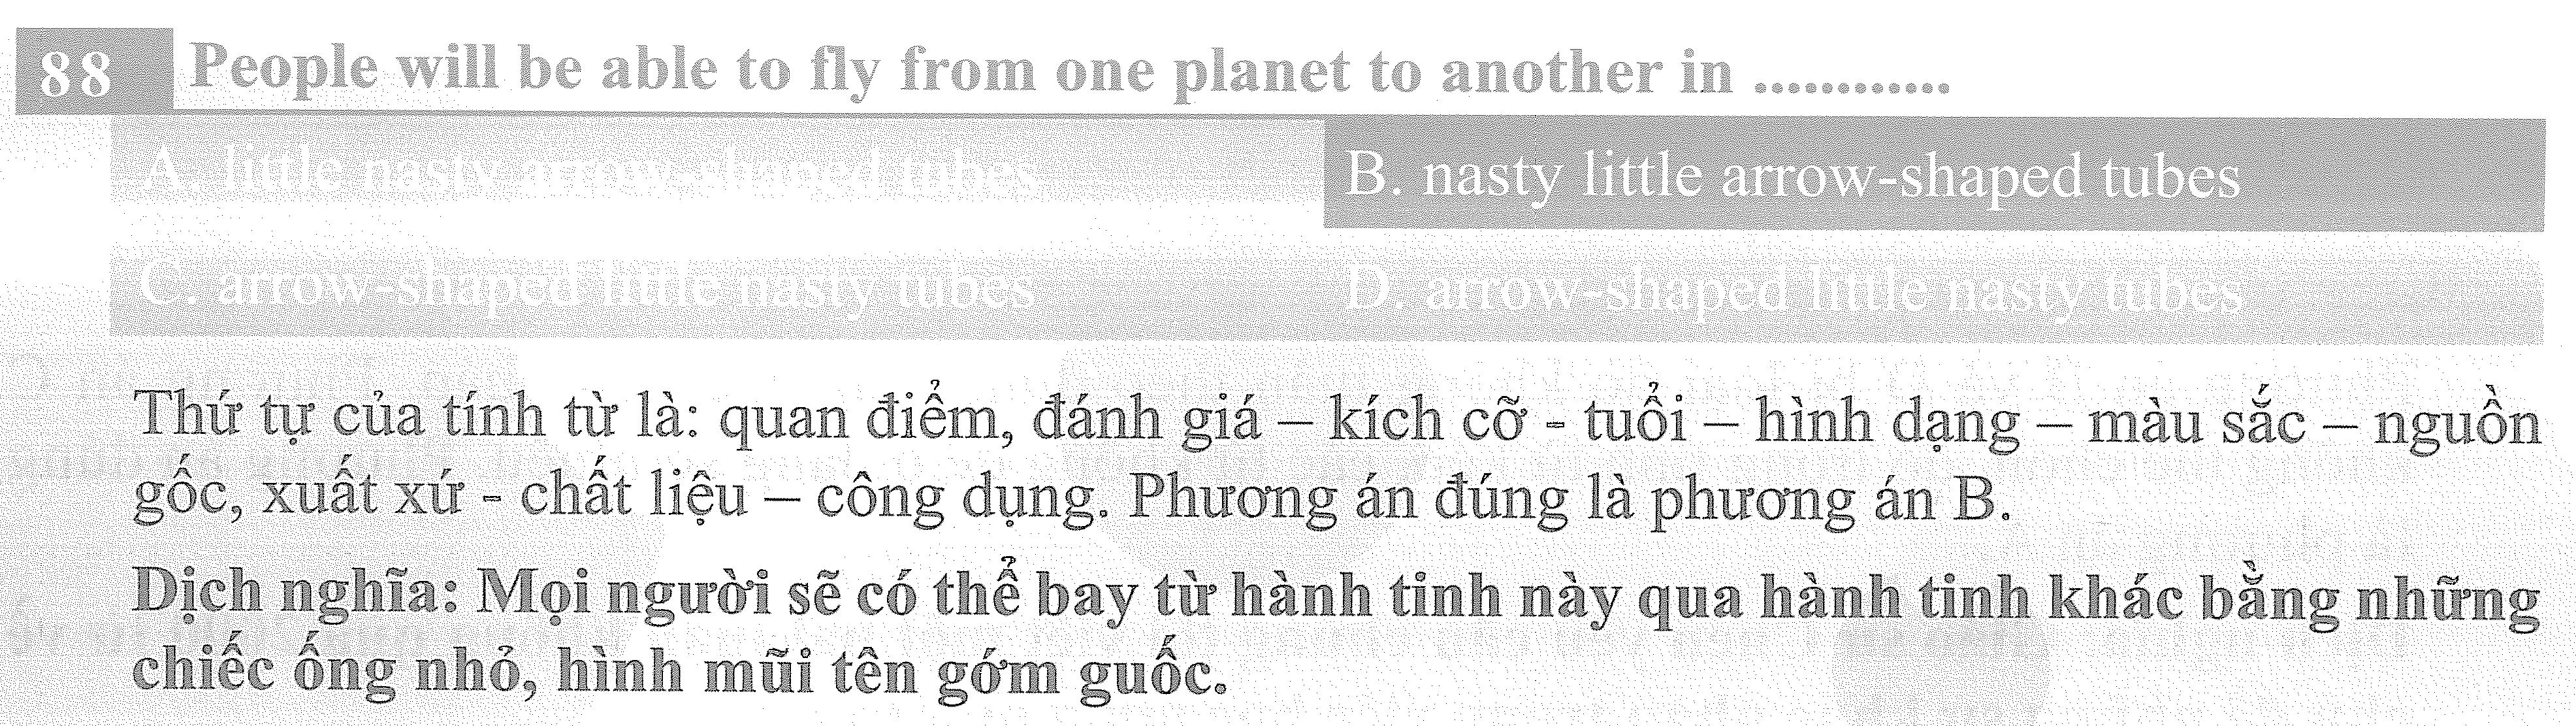 88 People will be able to fly from one planet to another in ............
A. little nasty arrow-shaped tubes B. nasty little arrow-shaped tubes
C. arrow-shaped little nasty tubes D. arrow-shaped little nasty tubes
Thứ tự của tính từ là: quan điểm, đánh giá – kích cỡ - tuổi – hình dạng – màu sắc – nguồn
gốc, xuất xứ - chất liệu – công dụng. Phương án đúng là phương án B.
Dịch nghĩa: Mọi người sẽ có thể bay từ hành tinh này qua hành tinh khác bằng những
chiếc ống nhỏ, hình mũi tên gớm guốc.